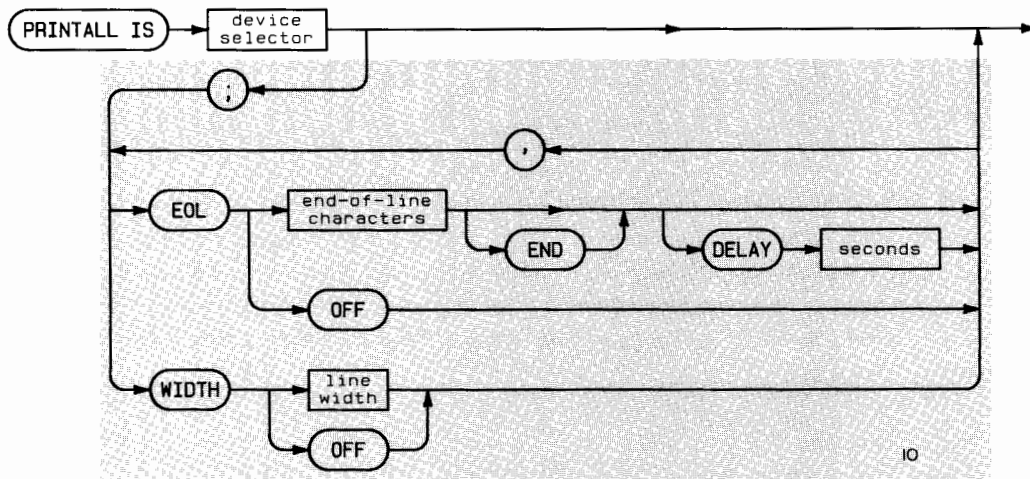 PRINTALL IS
device
selector
;
,
EOL
end-of-line
characters
END
DELAY
seconds
OFF
WIDTH
line
width
OFF
IO